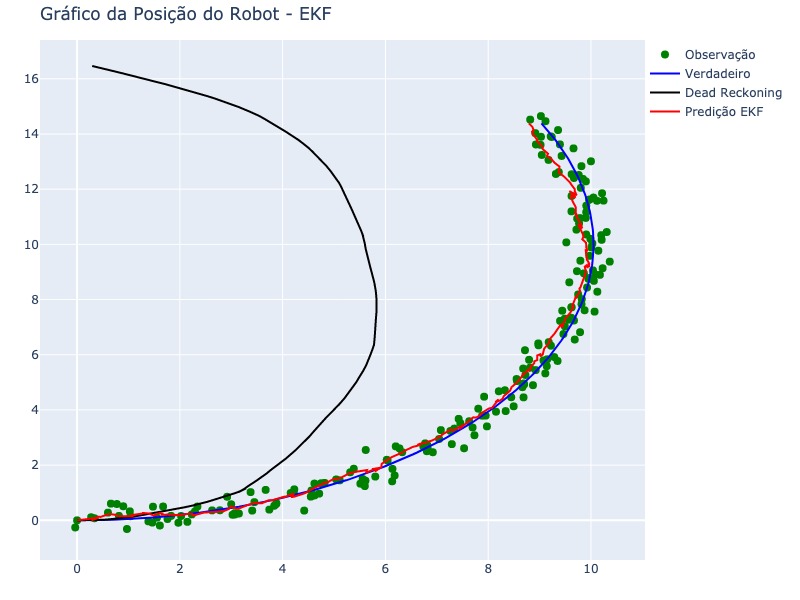 Gráfico da Posição do Robot - EKF
Observação
Verdadeiro
Dead Reckoning
Predição EKF
16
14
12
10
8
6
4
2
0
0 2 4 6 8 10